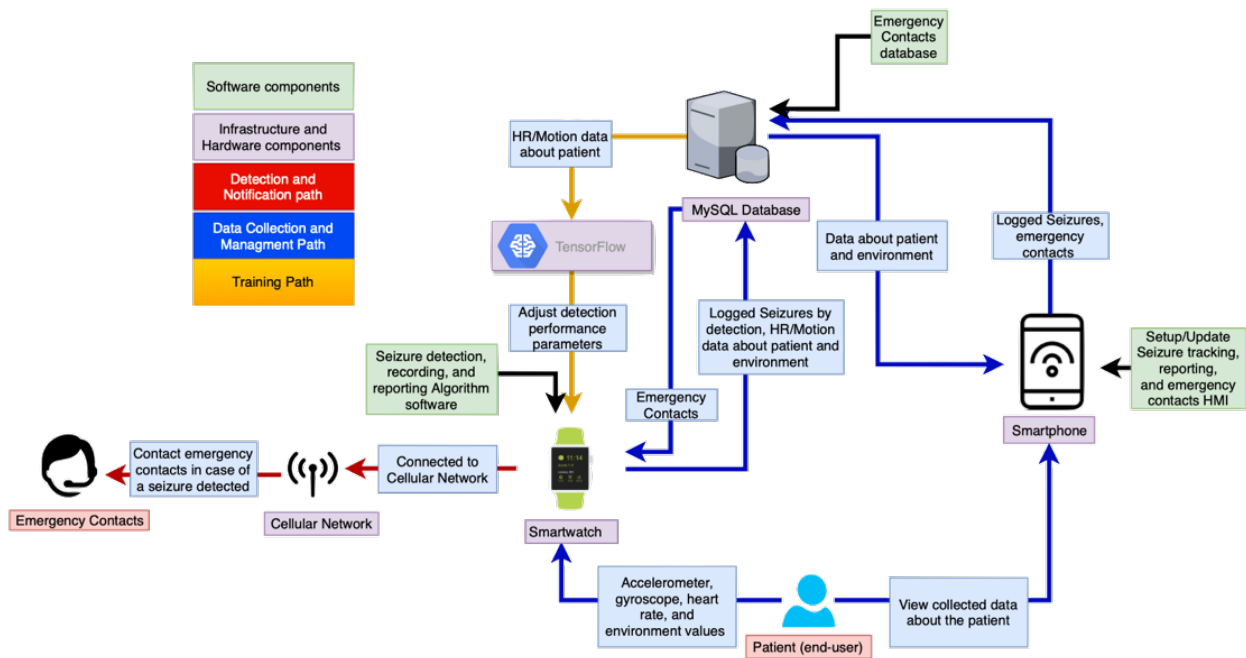 Emergency
Contacts
database
Software components
Infrastructure and
Hardware components
Detection and
Notification path
Data Collection and
Managment Path
Training Path
HR/Motion data
about patient
MySQL Database
TensorFlow
Data about patient
and environment
Logged Seizures,
emergency
contacts
Adjust detection
performance
parameters
Logged Seizures by
detection, HR/Motion
data about patient and
environment
Seizure detection,
recording, and
reporting Algorithm
software
Setup/Update
Seizure tracking,
reporting,
and emergency
contacts HMI
Emergency
Contacts
Smartphone
11:14
Contact emergency
contacts in case of
a seizure detected
Connected to
Cellular Network
Emergency Contacts
Cellular Network
Smartwatch
Accelerometer,
gyroscope, heart
rate, and
environment values
View collected data
about the patient
Patient (end-user)